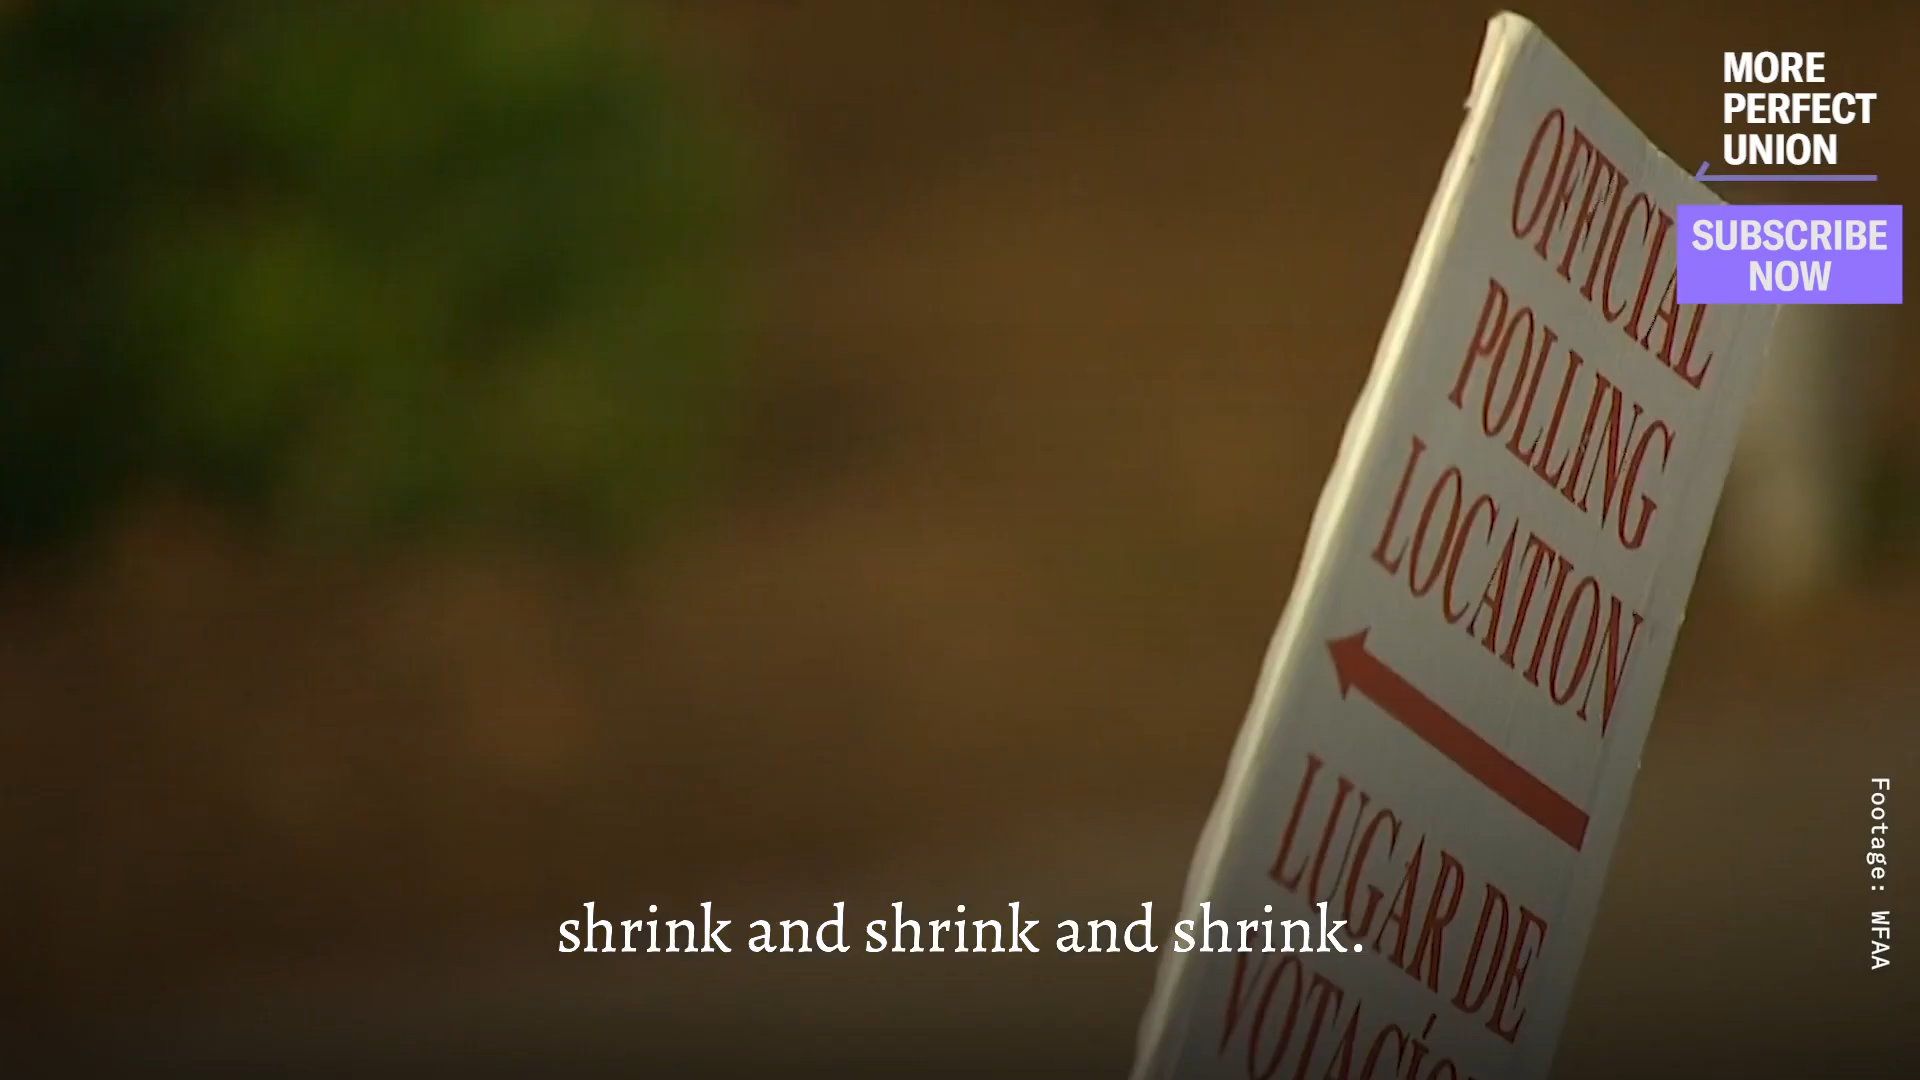 MORE
PERFECT
UNION
SUBSCRIBE
NOW
OFFICIAL
POLLING
LOCATION
LUGAR DE
shrink and shrink and shrink.
Footage: WFAA